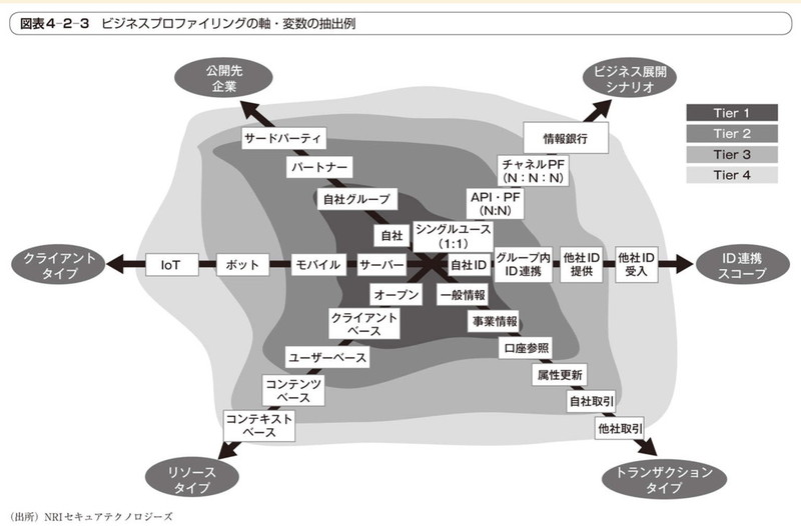 図表4-2-3 ビジネスプロファイリングの軸・変数の抽出例
公開先
企業
ビジネス展開
シナリオ
Tier 1
Tier 2
Tier 3
Tier 4
サードパーティ
パートナー
自社グループ
自社
情報銀行
チャネルPF
(N:N:N)
API・PF
(N:N)
シングルユース
(1:1)
クライアント
タイプ
IoT
ボット
モバイル
サーバー
自社ID
グループ内
ID連携
他社ID
提供
他社ID
受入
ID連携
スコープ
オープン
クライアント
ベース
ユーザーベース
コンテンツ
ベース
コンテキスト
ベース
リソース
タイプ
一般情報
事業情報
口座参照
属性更新
自社取引
他社取引
トランザクション
タイプ
(出所)NRIセキュアテクノロジーズ